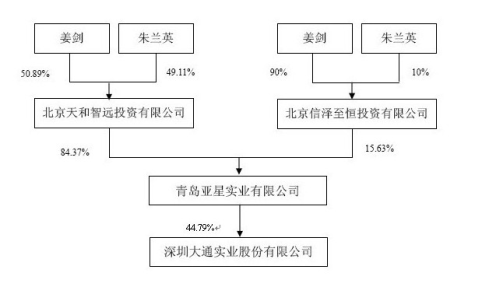 姜剑 朱兰英 姜剑 朱兰英
50.89% 49.11% 90% 10%
北京天和智远投资有限公司 北京信泽至恒投资有限公司
84.37% 15.63%
青岛亚星实业有限公司
44.79%↵
深圳大通实业股份有限公司